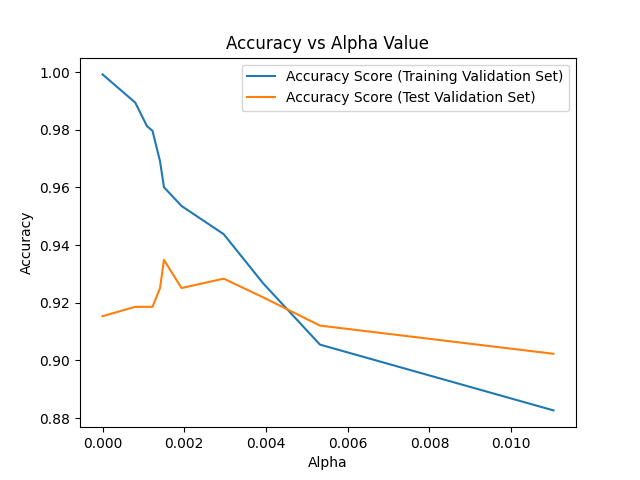 Accuracy vs Alpha Value
Accuracy Score (Training Validation Set)
Accuracy Score (Test Validation Set)
Accuracy
1.00
0.98
0.96
0.94
0.92
0.90
0.88
0.000 0.002 0.004 0.006 0.008 0.010
Alpha